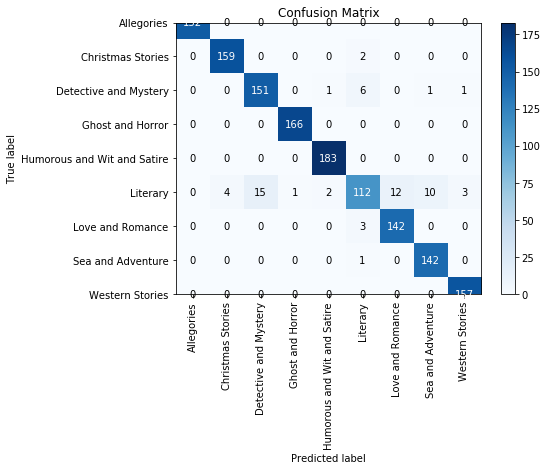 Confusion Matrix
True label
Allegories 0 0 0 0 0 0 0 0
Christmas Stories 0 159 0 0 0 2 0 0 0
Detective and Mystery 0 0 151 0 1 6 0 1 1
Ghost and Horror 0 0 0 166 0 0 0 0 0
Humorous and Wit and Satire 0 0 0 0 183 0 0 0 0
Literary 0 4 15 1 2 112 12 10 3
Love and Romance 0 0 0 0 0 3 142 0 0
Sea and Adventure 0 0 0 0 0 1 0 142 0
Western Stories 0 0 0 0 0 0 0 0 157
Allegories
Christmas Stories
Detective and Mystery
Ghost and Horror
Humorous and Wit and Satire
Literary
Love and Romance
Sea and Adventure
Western Stories
Predicted label
175
150
125
100
75
50
25
0